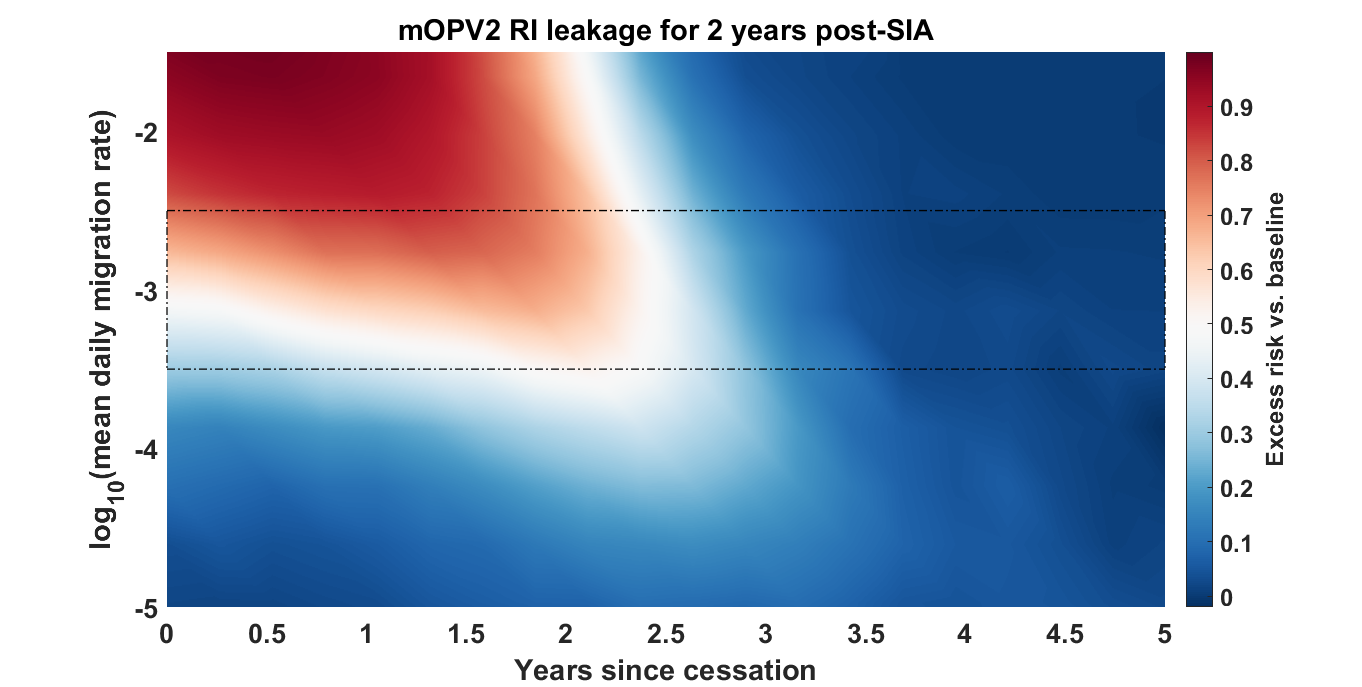 mOPV2 RI leakage for 2 years post-SIA
log10(mean daily migration rate)
-2
-3
-4
-5
0 0.5 1 1.5 2 2.5 3 3.5 4 4.5 5
Years since cessation
0.9
0.8
0.7
0.6
0.5
0.4
0.3
0.2
0.1
0
Excess risk vs. baseline